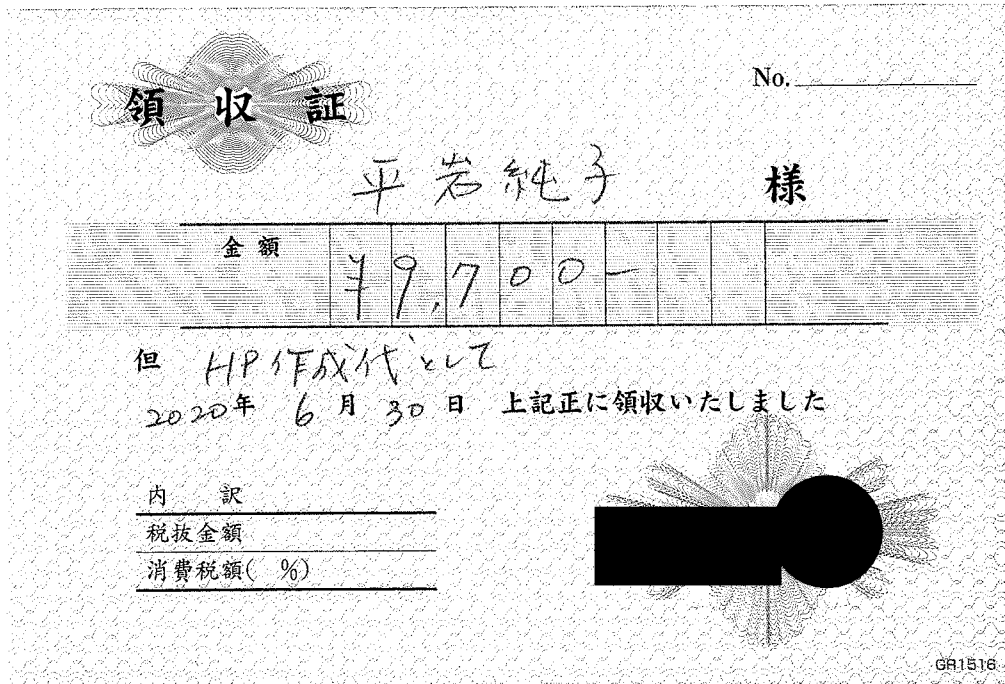 領収証
No.
平岩純子 様
金額 ¥9,700-
但 HP作成代として
2020年 6月 30日 上記正に領収いたしました
内 訳
税抜金額
消費税額( %)
GR1516